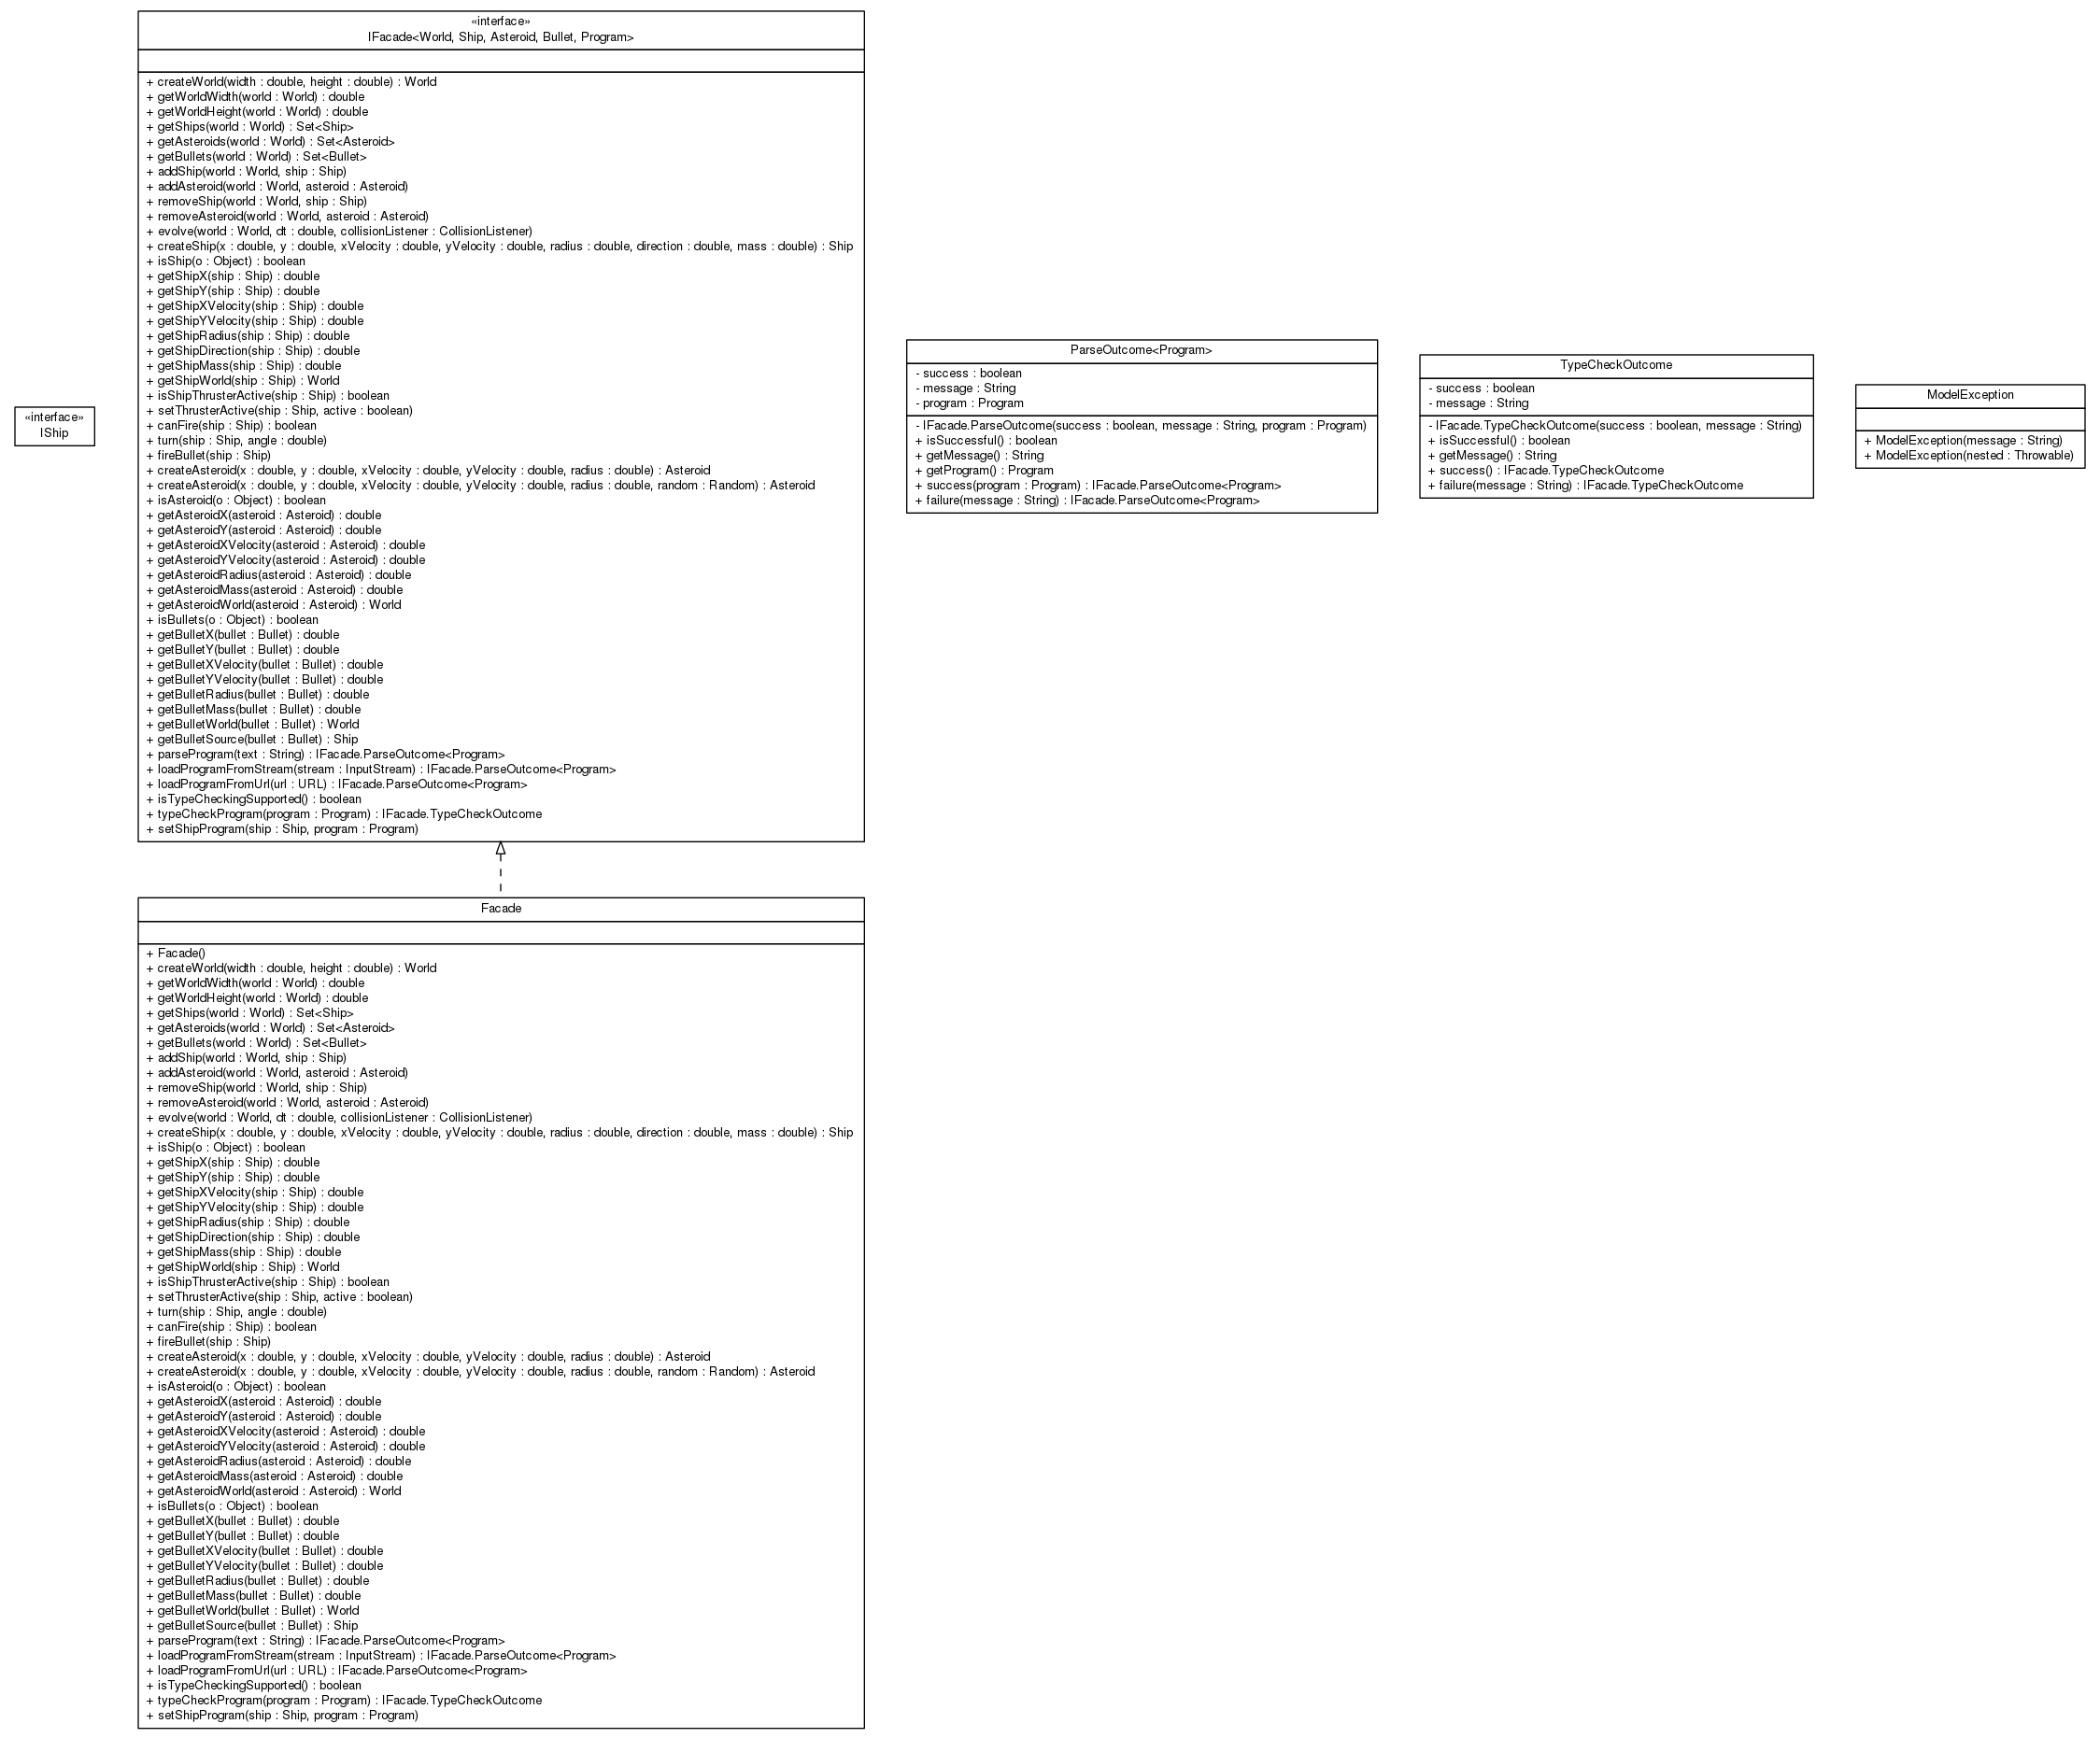 «interface»
IShip
«interface»
IFacade<World, Ship, Asteroid, Bullet, Program>
+ createWorld(width : double, height : double) : World
+ getWorldWidth(world : World) : double
+ getWorldHeight(world : World) : double
+ getShips(world : World) : Set<Ship>
+ getAsteroids(world : World) : Set<Asteroid>
+ getBullets(world : World) : Set<Bullet>
+ addShip(world : World, ship : Ship)
+ addAsteroid(world : World, asteroid : Asteroid)
+ removeShip(world : World, ship : Ship)
+ removeAsteroid(world : World, asteroid : Asteroid)
+ evolve(world : World, dt : double, collisionListener : CollisionListener)
+ createShip(x : double, y : double, xVelocity : double, yVelocity : double, radius : double, direction : double, mass : double) : Ship
+ isShip(o : Object) : boolean
+ getShipX(ship : Ship) : double
+ getShipY(ship : Ship) : double
+ getShipXVelocity(ship : Ship) : double
+ getShipYVelocity(ship : Ship) : double
+ getShipRadius(ship : Ship) : double
+ getShipDirection(ship : Ship) : double
+ getShipMass(ship : Ship) : double
+ getShipWorld(ship : Ship) : World
+ isShipThrusterActive(ship : Ship) : boolean
+ setThrusterActive(ship : Ship, active : boolean)
+ canFire(ship : Ship) : boolean
+ turn(ship : Ship, angle : double)
+ fireBullet(ship : Ship)
+ createAsteroid(x : double, y : double, xVelocity : double, yVelocity : double, radius : double) : Asteroid
+ createAsteroid(x : double, y : double, xVelocity : double, yVelocity : double, radius : double, random : Random) : Asteroid
+ isAsteroid(o : Object) : boolean
+ getAsteroidX(asteroid : Asteroid) : double
+ getAsteroidY(asteroid : Asteroid) : double
+ getAsteroidXVelocity(asteroid : Asteroid) : double
+ getAsteroidYVelocity(asteroid : Asteroid) : double
+ getAsteroidRadius(asteroid : Asteroid) : double
+ getAsteroidMass(asteroid : Asteroid) : double
+ getAsteroidWorld(asteroid : Asteroid) : World
+ isBullets(o : Object) : boolean
+ getBulletX(bullet : Bullet) : double
+ getBulletY(bullet : Bullet) : double
+ getBulletXVelocity(bullet : Bullet) : double
+ getBulletYVelocity(bullet : Bullet) : double
+ getBulletRadius(bullet : Bullet) : double
+ getBulletMass(bullet : Bullet) : double
+ getBulletWorld(bullet : Bullet) : World
+ getBulletSource(bullet : Bullet) : Ship
+ parseProgram(text : String) : IFacade.ParseOutcome<Program>
+ loadProgramFromStream(stream : InputStream) : IFacade.ParseOutcome<Program>
+ loadProgramFromUrl(url : URL) : IFacade.ParseOutcome<Program>
+ isTypeCheckingSupported() : boolean
+ typeCheckProgram(program : Program) : IFacade.TypeCheckOutcome
+ setShipProgram(ship : Ship, program : Program)
ParseOutcome<Program>
- success : boolean
- message : String
- program : Program
- IFacade.ParseOutcome(success : boolean, message : String, program : Program)
+ isSuccessful() : boolean
+ getMessage() : String
+ getProgram() : Program
+ success(program : Program) : IFacade.ParseOutcome<Program>
+ failure(message : String) : IFacade.ParseOutcome<Program>
TypeCheckOutcome
- success : boolean
- message : String
- IFacade.TypeCheckOutcome(success : boolean, message : String)
+ isSuccessful() : boolean
+ getMessage() : String
+ success() : IFacade.TypeCheckOutcome
+ failure(message : String) : IFacade.TypeCheckOutcome
ModelException
+ ModelException(message : String)
+ ModelException(nested : Throwable)
Facade
+ Facade()
+ createWorld(width : double, height : double) : World
+ getWorldWidth(world : World) : double
+ getWorldHeight(world : World) : double
+ getShips(world : World) : Set<Ship>
+ getAsteroids(world : World) : Set<Asteroid>
+ getBullets(world : World) : Set<Bullet>
+ addShip(world : World, ship : Ship)
+ addAsteroid(world : World, asteroid : Asteroid)
+ removeShip(world : World, ship : Ship)
+ removeAsteroid(world : World, asteroid : Asteroid)
+ evolve(world : World, dt : double, collisionListener : CollisionListener)
+ createShip(x : double, y : double, xVelocity : double, yVelocity : double, radius : double, direction : double, mass : double) : Ship
+ isShip(o : Object) : boolean
+ getShipX(ship : Ship) : double
+ getShipY(ship : Ship) : double
+ getShipXVelocity(ship : Ship) : double
+ getShipYVelocity(ship : Ship) : double
+ getShipRadius(ship : Ship) : double
+ getShipDirection(ship : Ship) : double
+ getShipMass(ship : Ship) : double
+ getShipWorld(ship : Ship) : World
+ isShipThrusterActive(ship : Ship) : boolean
+ setThrusterActive(ship : Ship, active : boolean)
+ turn(ship : Ship, angle : double)
+ canFire(ship : Ship) : boolean
+ fireBullet(ship : Ship)
+ createAsteroid(x : double, y : double, xVelocity : double, yVelocity : double, radius : double) : Asteroid
+ createAsteroid(x : double, y : double, xVelocity : double, yVelocity : double, radius : double, random : Random) : Asteroid
+ isAsteroid(o : Object) : boolean
+ getAsteroidX(asteroid : Asteroid) : double
+ getAsteroidY(asteroid : Asteroid) : double
+ getAsteroidXVelocity(asteroid : Asteroid) : double
+ getAsteroidYVelocity(asteroid : Asteroid) : double
+ getAsteroidRadius(asteroid : Asteroid) : double
+ getAsteroidMass(asteroid : Asteroid) : double
+ getAsteroidWorld(asteroid : Asteroid) : World
+ isBullets(o : Object) : boolean
+ getBulletX(bullet : Bullet) : double
+ getBulletY(bullet : Bullet) : double
+ getBulletXVelocity(bullet : Bullet) : double
+ getBulletYVelocity(bullet : Bullet) : double
+ getBulletRadius(bullet : Bullet) : double
+ getBulletMass(bullet : Bullet) : double
+ getBulletWorld(bullet : Bullet) : World
+ getBulletSource(bullet : Bullet) : Ship
+ parseProgram(text : String) : IFacade.ParseOutcome<Program>
+ loadProgramFromStream(stream : InputStream) : IFacade.ParseOutcome<Program>
+ loadProgramFromUrl(url : URL) : IFacade.ParseOutcome<Program>
+ isTypeCheckingSupported() : boolean
+ typeCheckProgram(program : Program) : IFacade.TypeCheckOutcome
+ setShipProgram(ship : Ship, program : Program)